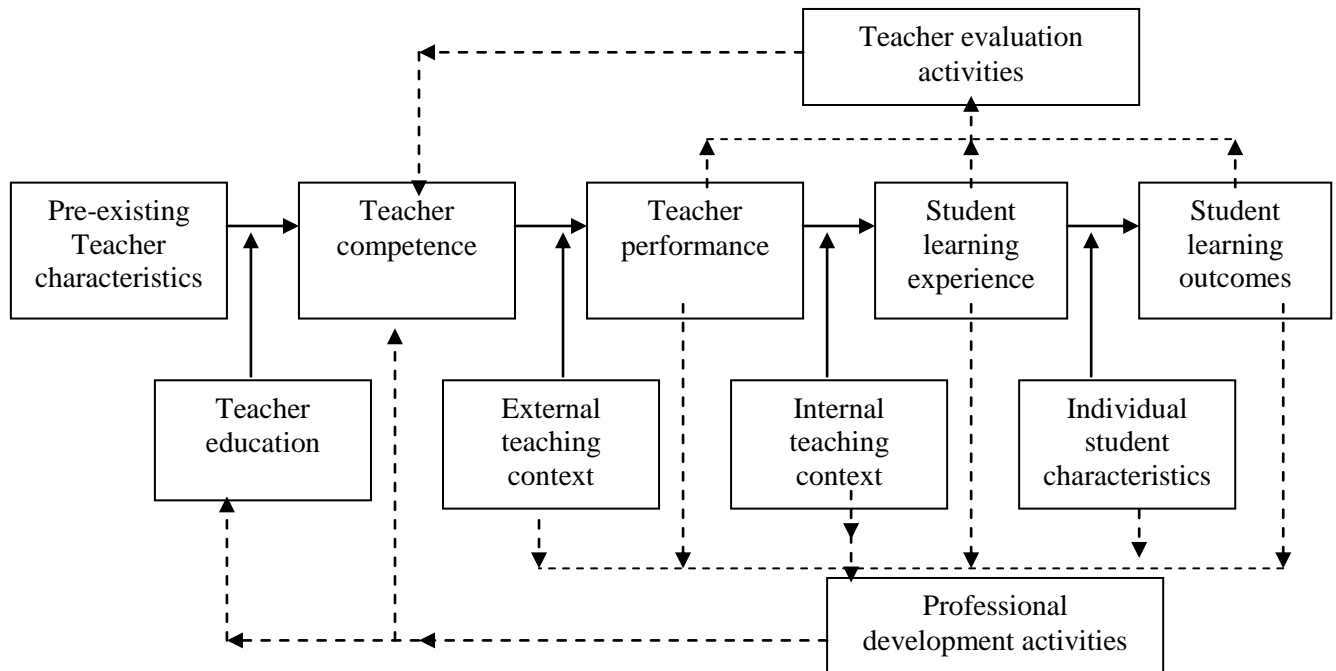 Teacher evaluation
activities
Pre-existing
Teacher
characteristics
Teacher
competence
Teacher
performance
Student
learning
experience
Student
learning
outcomes
Teacher
education
External
teaching
context
Internal
teaching
context
Individual
student
characteristics
Professional
development activities